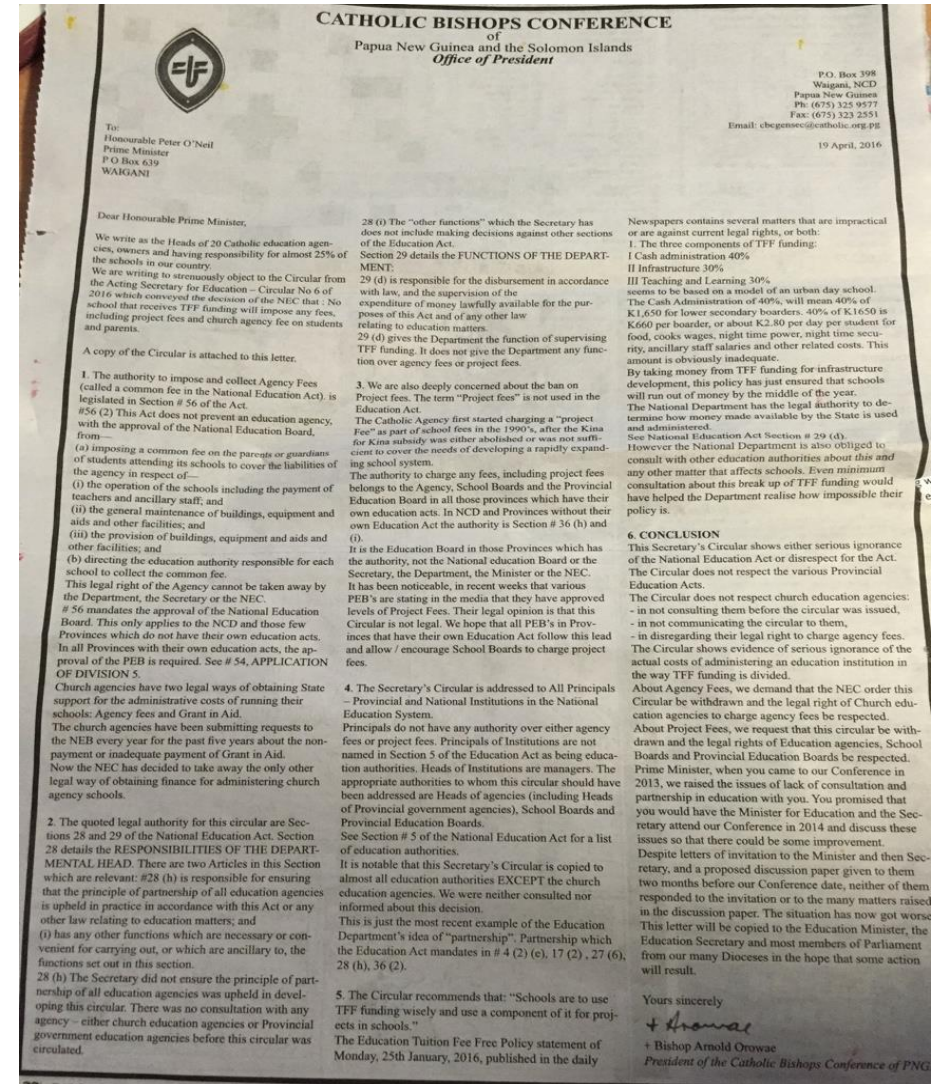 CATHOLIC BISHOPS CONFERENCE
of
Papua New Guinea and the Solomon Islands
Office of President
P.O. Box 398
Waigani, NCD
Papua New Guinea
Ph: (675) 325 9577
Fax: (675) 323 2551
Email: cbcgensec@catholic.org.pg
19 April, 2016
To:
Honourable Peter O'Neil
Prime Minister
P O Box 639
WAIGANI
Dear Honourable Prime Minister,
We write as the Heads of 20 Catholic education agen-
cies, owners and having responsibility for almost 25% of
the schools in our country.
We are writing to strenuously object to the Circular from
the Acting Secretary for Education – Circular No 6 of
2016 which conveyed the decision of the NEC that : No
school that receives TFF funding will impose any fees,
including project fees and church agency fee on students
and parents.
A copy of the Circular is attached to this letter.
1. The authority to impose and collect Agency Fees
(called a common fee in the National Education Act). is
legislated in Section # 56 of the Act.
#56 (2) This Act does not prevent an education agency,
with the approval of the National Education Board,
from—
(a) imposing a common fee on the parents or guardians
of students attending its schools to cover the liabilities of
the agency in respect of—
(i) the operation of the schools including the payment of
teachers and ancillary staff; and
(ii) the general maintenance of buildings, equipment and
aids and other facilities; and
(iii) the provision of buildings, equipment and aids and
other facilities; and
(b) directing the education authority responsible for each
school to collect the common fee.
This legal right of the Agency cannot be taken away by
the Department, the Secretary or the NEC.
# 56 mandates the approval of the National Education
Board. This only applies to the NCD and those few
Provinces which do not have their own education acts.
In all Provinces with their own education acts, the ap-
proval of the PEB is required. See # 54, APPLICATION
OF DIVISION 5.
Church agencies have two legal ways of obtaining State
support for the administrative costs of running their
schools: Agency fees and Grant in Aid.
The church agencies have been submitting requests to
the NEB every year for the past five years about the non-
payment or inadequate payment of Grant in Aid.
Now the NEC has decided to take away the only other
legal way of obtaining finance for administering church
agency schools.
2. The quoted legal authority for this circular are Sec-
tions 28 and 29 of the National Education Act. Section
28 details the RESPONSIBILITIES OF THE DEPART-
MENTAL HEAD. There are two Articles in this Section
which are relevant: #28 (h) is responsible for ensuring
that the principle of partnership of all education agencies
is upheld in practice in accordance with this Act or any
other law relating to education matters; and
(i) has any other functions which are necessary or con-
venient for carrying out, or which are ancillary to, the
functions set out in this section.
28 (h) The Secretary did not ensure the principle of part-
nership of all education agencies was upheld in devel-
oping this circular. There was no consultation with any
agency – either church education agencies or Provincial
government education agencies before this circular was
circulated.
28 (i) The "other functions" which the Secretary has
does not include making decisions against other sections
of the Education Act.
Section 29 details the FUNCTIONS OF THE DEPART-
MENT:
29 (d) is responsible for the disbursement in accordance
with law, and the supervision of the
expenditure of money lawfully available for the pur-
poses of this Act and of any other law
relating to education matters.
29 (d) gives the Department the function of supervising
TFF funding. It does not give the Department any func-
tion over agency fees or project fees.
3. We are also deeply concerned about the ban on
Project fees. The term "Project fees" is not used in the
Education Act.
The Catholic Agency first started charging a "project
Fee" as part of school fees in the 1990's, after the Kina
for Kina subsidy was either abolished or was not suffi-
cient to cover the needs of developing a rapidly expand-
ing school system.
The authority to charge any fees, including project fees
belongs to the Agency, School Boards and the Provincial
Education Board in all those provinces which have their
own education acts. In NCD and Provinces without their
own Education Act the authority is Section # 36 (h) and
(i).
It is the Education Board in those Provinces which has
the authority, not the National education board or the
Secretary, the Department, the Minister or the NEC.
It has been noticeable, in recent weeks that various
PEB's are stating in the media that they have approved
levels of Project Fees. Their legal opinion is that this
Circular is not legal. We hope that all PEB's in Prov-
inces that have their own Education Act follow this lead
and allow / encourage School Boards to charge project
fees.
4. The Secretary's Circular is addressed to All Principals
– Provincial and National Institutions in the National
Education System.
Principals do not have any authority over either agency
fees or project fees. Principals of Institutions are not
named in Section 5 of the Education Act as being educa-
tion authorities. Heads of Institutions are managers. The
appropriate authorities to whom this circular should have
been addressed are Heads of agencies (including Heads
of Provincial government agencies), School Boards and
Provincial Education Boards.
See Section # 5 of the National Education Act for a list
of education authorities.
It is notable that this Secretary's Circular is copied to
almost all education authorities EXCEPT the church
education agencies. We were neither consulted nor
informed about this decision.
This is just the most recent example of the Education
Department's idea of "partnership". Partnership which
the Education Act mandates in # 4 (2) (c), 17 (2) , 27 (6),
28 (h), 36 (2).
5. The Circular recommends that: "Schools are to use
TFF funding wisely and use a component of it for proj-
ects in schools."
The Education Tuition Fee Free Policy statement of
Monday, 25th January, 2016, published in the daily
Newspapers contains several matters that are impractical
or are against current legal rights, or both:
1. The three components of TFF funding:
I Cash administration 40%
II Infrastructure 30%
III Teaching and Learning 30%
seems to be based on a model of an urban day school.
The Cash Administration of 40%, will mean 40% of
K1,650 for lower secondary boarders. 40% of K1650 is
K660 per boarder, or about K2.80 per day per student for
food, cooks wages, night time power, night time secu-
rity, ancillary staff salaries and other related costs. This
amount is obviously inadequate.
By taking money from TFF funding for infrastructure
development, this policy has just ensured that schools
will run out of money by the middle of the year.
The National Department has the legal authority to de-
termine how money made available by the State is used
and administered.
See National Education Act Section # 29 (d).
However the National Department is also obliged to
consult with other education authorities about this and
any other matter that affects schools. Even minimum
consultation about this break up of TFF funding would
have helped the Department realise how impossible their
policy is.
6. CONCLUSION
This Secretary's Circular shows either serious ignorance
of the National Education Act or disrespect for the Act.
The Circular does not respect the various Provincial
Education Acts.
The Circular does not respect church education agencies:
- in not consulting them before the circular was issued,
- in not communicating the circular to them,
- in disregarding their legal right to charge agency fees.
The Circular shows evidence of serious ignorance of the
actual costs of administering an education institution in
the way TFF funding is divided.
About Agency Fees, we demand that the NEC order this
Circular be withdrawn and the legal right of Church edu-
cation agencies to charge agency fee be respected.
About Project Fees, we request that this circular be with-
drawn and the legal rights of Education agencies, School
Boards and Provincial Education Boards be respected.
Prime Minister, when you came to our Conference in
2013, we raised the issues of lack of consultation and
partnership in education with you. You promised that
you would have the Minister for Education and the Sec-
retary attend our Conference in 2014 and discuss these
issues so that there could be some improvement.
Despite letters of invitation to the Minister and then Sec-
retary, and a proposed discussion paper given to them
two months before our Conference date, neither of them
responded to the invitation or to the many matters raised
in the discussion paper. The situation has now got worse
This letter will be copied to the Education Minister, the
Education Secretary and most members of Parliament
from our many Dioceses in the hope that some action
will result.
Yours sincerely
+ Arowae
+ Bishop Arnold Orowae
President of the Catholic Bishops Conference of PNG